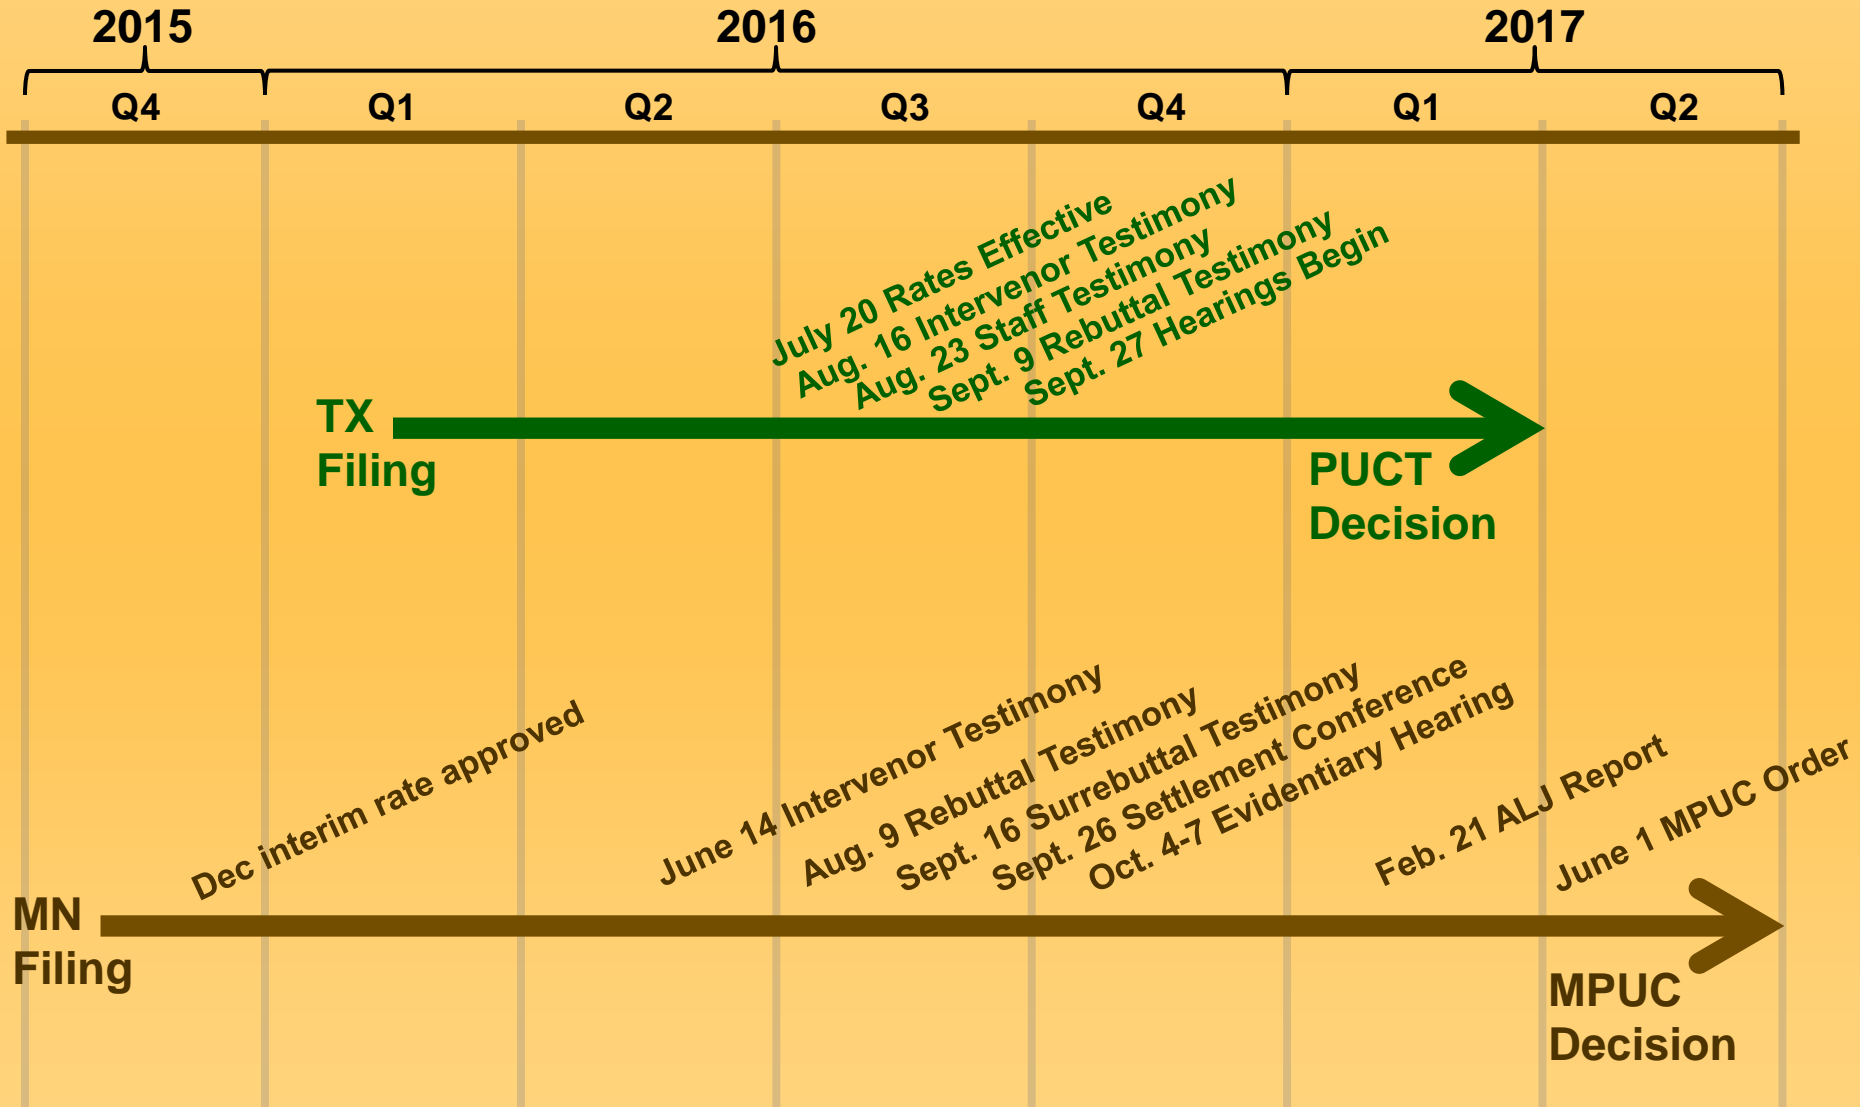 2015
2016
2017
Q4
Q1
Q2
Q3
Q4
Q1
Q2
July 20 Rates Effective
Aug. 16 Intervenor Testimony
Aug. 23 Staff Testimony
Sept. 9 Rebuttal Testimony
Sept. 27 Hearings Begin
TX
Filing
PUCT
Decision
Dec interim rate approved
June 14 Intervenor Testimony
Aug. 9 Rebuttal Testimony
Sept. 16 Surrebuttal Testimony
Sept. 26 Settlement Conference
Oct. 4-7 Evidentiary Hearing
Feb. 21 ALJ Report
June 1 MPUC Order
MN
Filing
MPUC
Decision